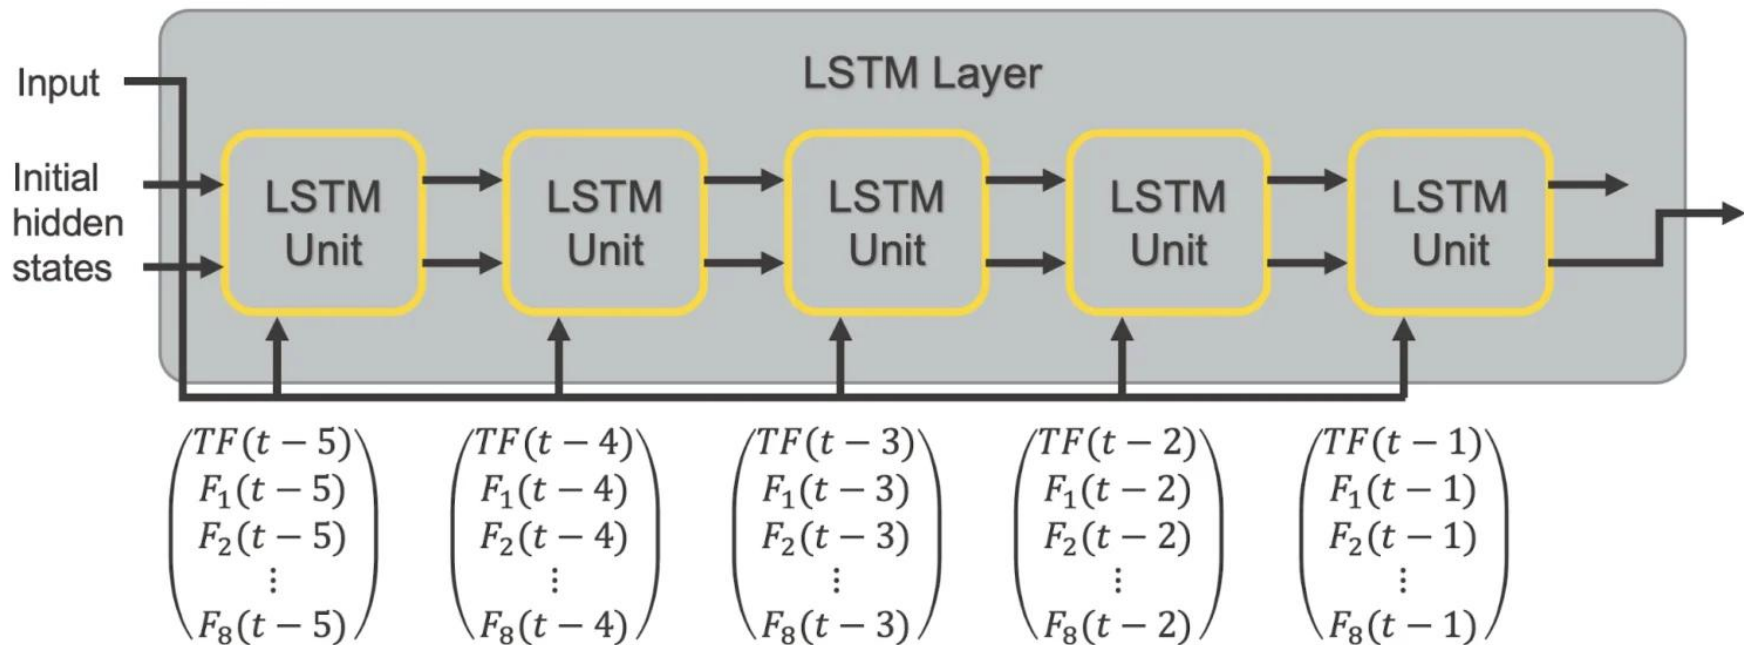 LSTM Layer
Input
Initial
hidden
states
LSTM
Unit
LSTM
Unit
LSTM
Unit
LSTM
Unit
LSTM
Unit
TF(t − 5)
F₁(t − 5)
F₂(t − 5)
⋮
F₈(t − 5)
TF(t − 4)
F₁(t − 4)
F₂(t − 4)
⋮
F₈(t − 4)
TF(t − 3)
F₁(t − 3)
F₂(t − 3)
⋮
F₈(t − 3)
TF(t − 2)
F₁(t − 2)
F₂(t − 2)
⋮
F₈(t − 2)
TF(t − 1)
F₁(t − 1)
F₂(t − 1)
⋮
F₈(t − 1)